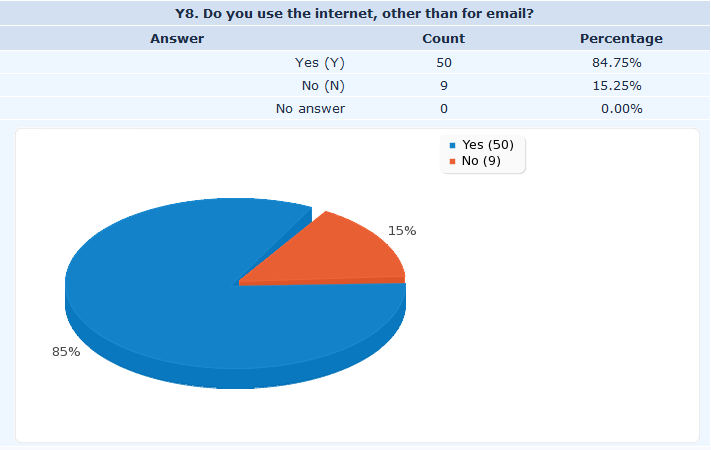 Y8. Do you use the internet, other than for email?
Answer Count Percentage
Yes (Y) 50 84.75%
No (N) 9 15.25%
No answer 0 0.00%
Yes (50)
No (9)
15%
85%